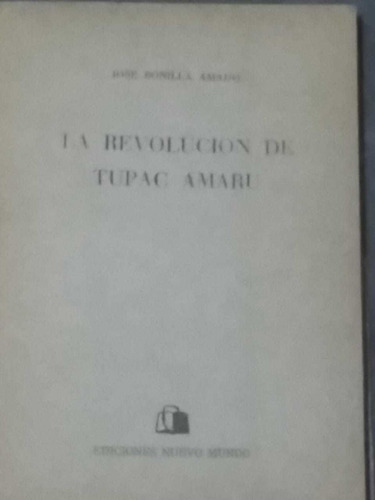 JOSE BONILLA AMADO
LA REVOLUCION DE
TUPAC AMARU
EDICIONES NUEVO MUNDO